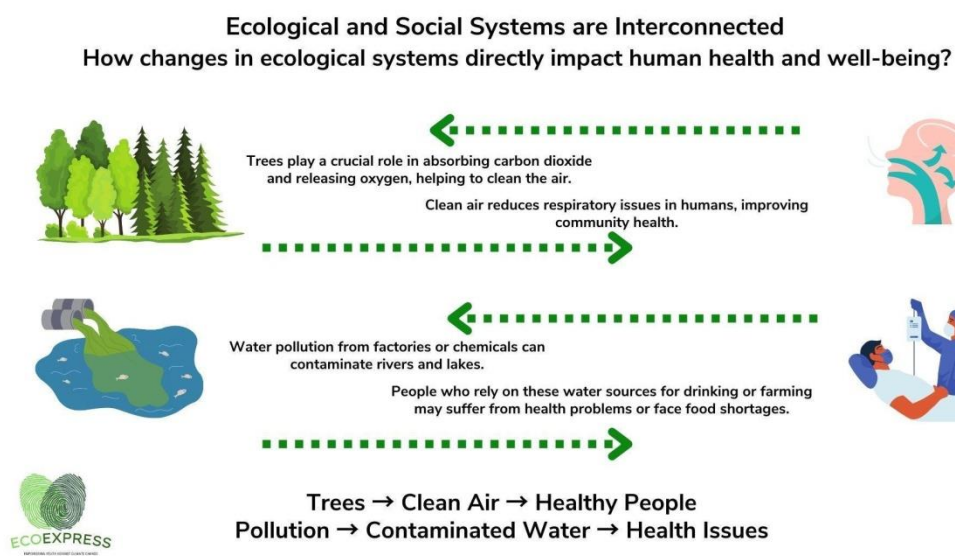 Ecological and Social Systems are Interconnected
How changes in ecological systems directly impact human health and well-being?
Trees play a crucial role in absorbing carbon dioxide
and releasing oxygen, helping to clean the air.
Clean air reduces respiratory issues in humans, improving
community health.
Water pollution from factories or chemicals can
contaminate rivers and lakes.
People who rely on these water sources for drinking or farming
may suffer from health problems or face food shortages.
Trees → Clean Air → Healthy People
Pollution → Contaminated Water → Health Issues
ECOEXPRESS